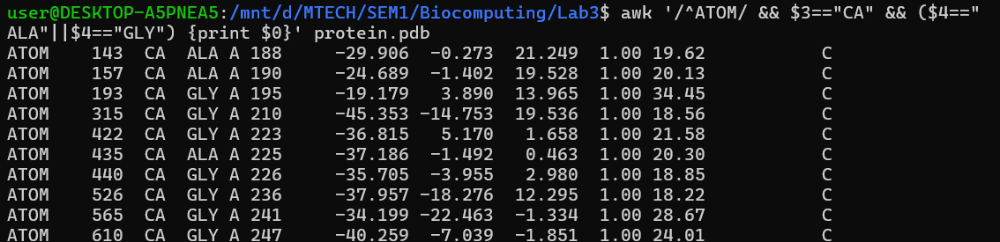 user@DESKTOP-A5PNEA5:/mnt/d/MTECH/SEM1/Biocomputing/Lab3$ awk '/^ATOM/ && $3=="CA" && ($4=="
ALA"||$4=="GLY") {print $0}' protein.pdb
ATOM    143  CA  ALA A 188     -29.906  -0.273  21.249  1.00 19.62           C
ATOM    157  CA  ALA A 190     -24.689  -1.402  19.528  1.00 20.13           C
ATOM    193  CA  GLY A 195     -19.179   3.890  13.965  1.00 34.45           C
ATOM    315  CA  GLY A 210     -45.353 -14.753  19.536  1.00 18.56           C
ATOM    422  CA  GLY A 223     -36.815   5.170   1.658  1.00 21.58           C
ATOM    435  CA  ALA A 225     -37.186  -1.492   0.463  1.00 20.30           C
ATOM    440  CA  GLY A 226     -35.705  -3.955   2.980  1.00 18.85           C
ATOM    526  CA  GLY A 236     -37.957 -18.276  12.295  1.00 18.22           C
ATOM    565  CA  GLY A 241     -34.199 -22.463  -1.334  1.00 28.67           C
ATOM    610  CA  GLY A 247     -40.259  -7.039  -1.851  1.00 24.01           C